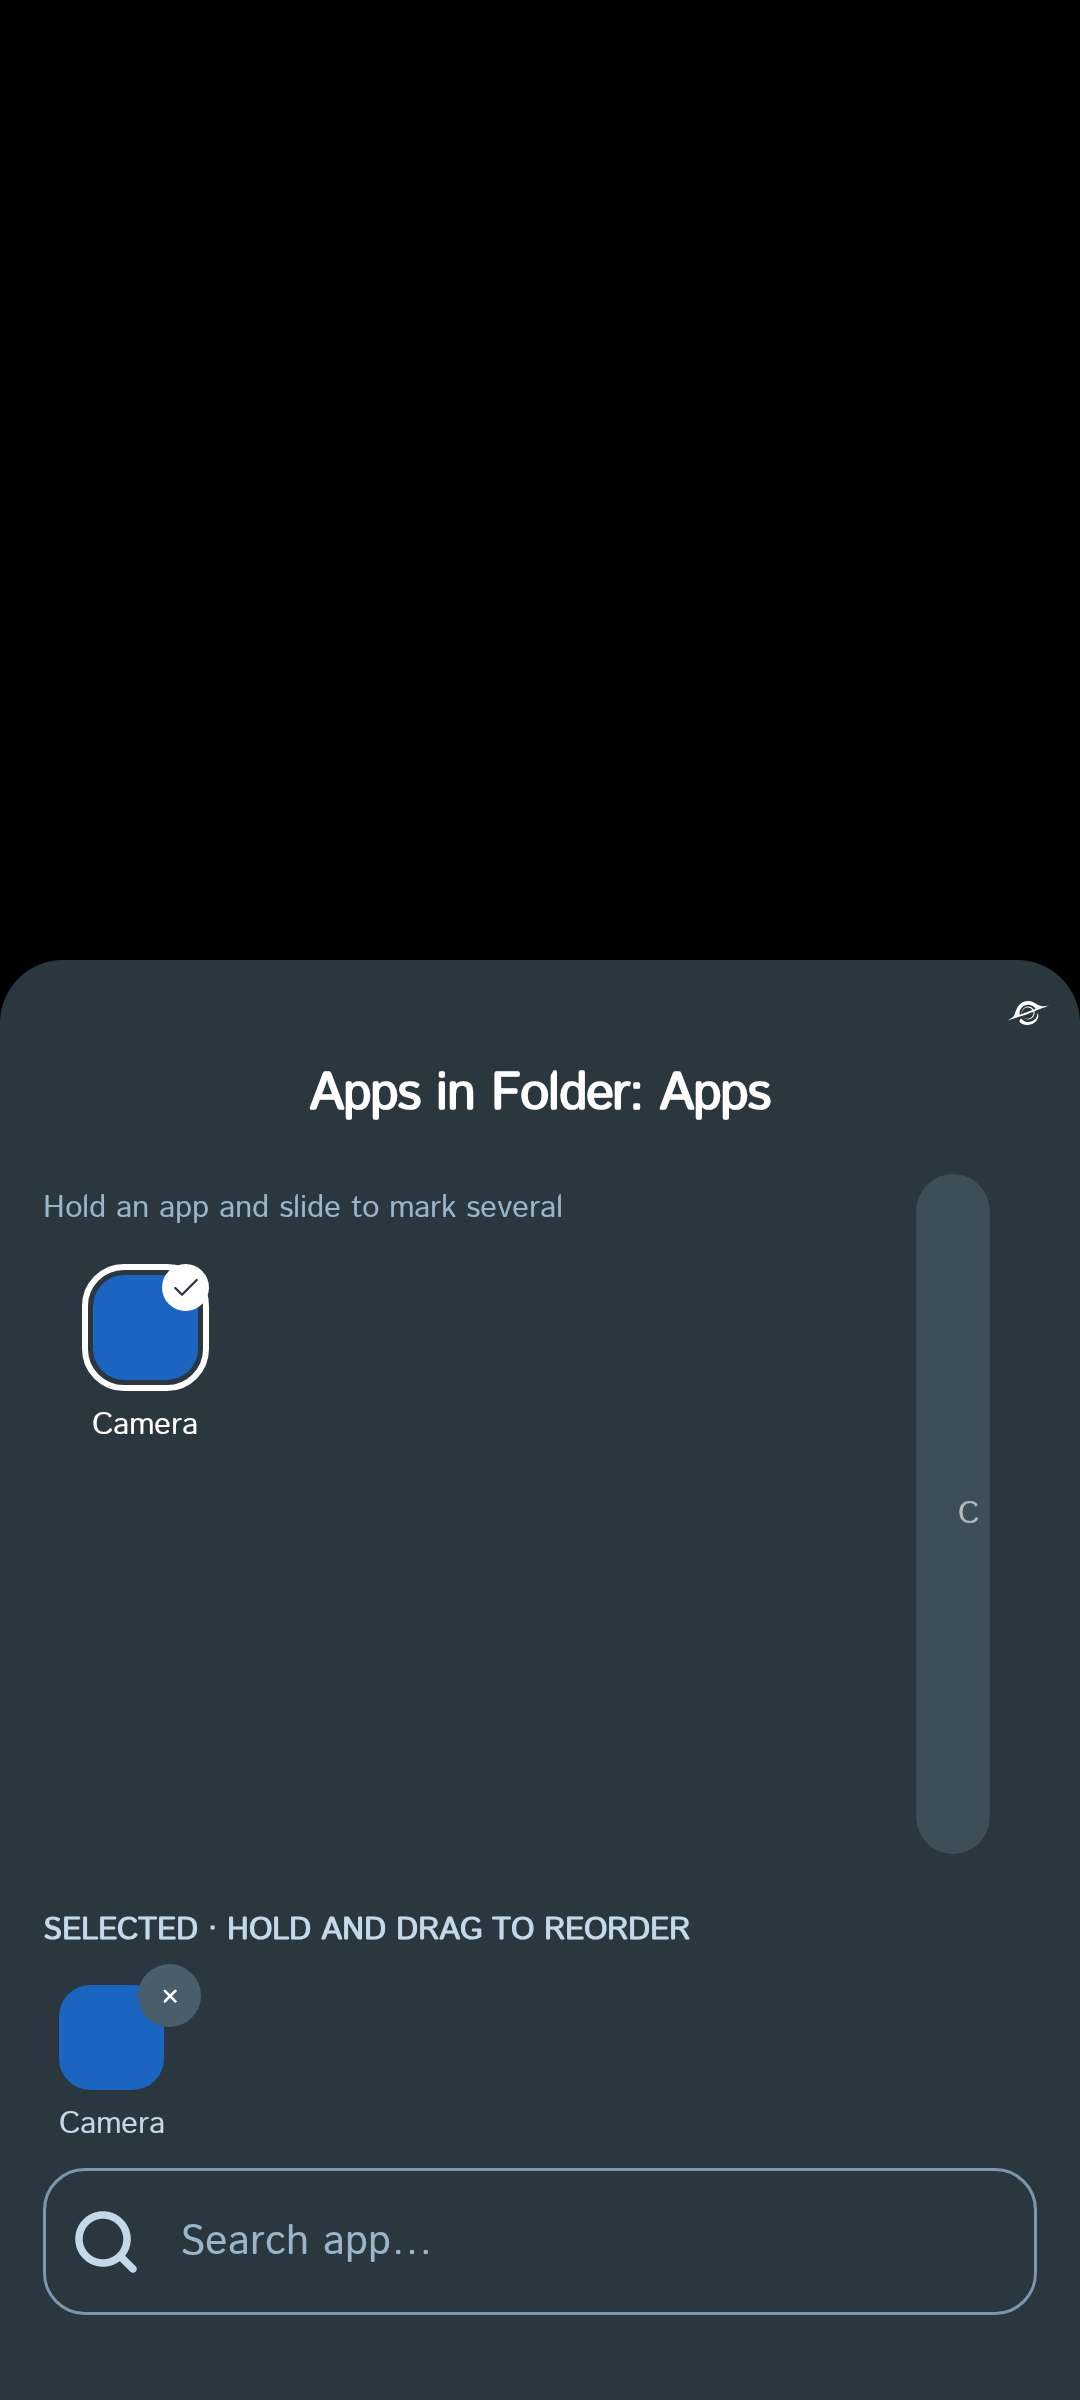 Apps in Folder: Apps
Hold an app and slide to mark several
Camera
C
SELECTED · HOLD AND DRAG TO REORDER
Camera
Search app…